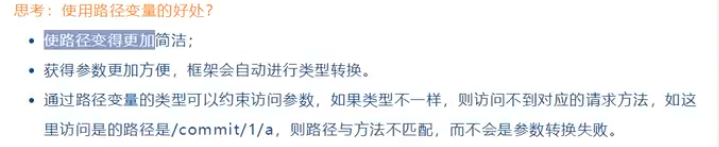 思考：使用路径变量的好处？
• 使路径变得更加简洁；
• 获得参数更加方便，框架会自动进行类型转换。
• 通过路径变量的类型可以约束访问参数，如果类型不一样，则访问不到对应的请求方法，如这
里访问是的路径是/commit/1/a，则路径与方法不匹配，而不会是参数转换失败。